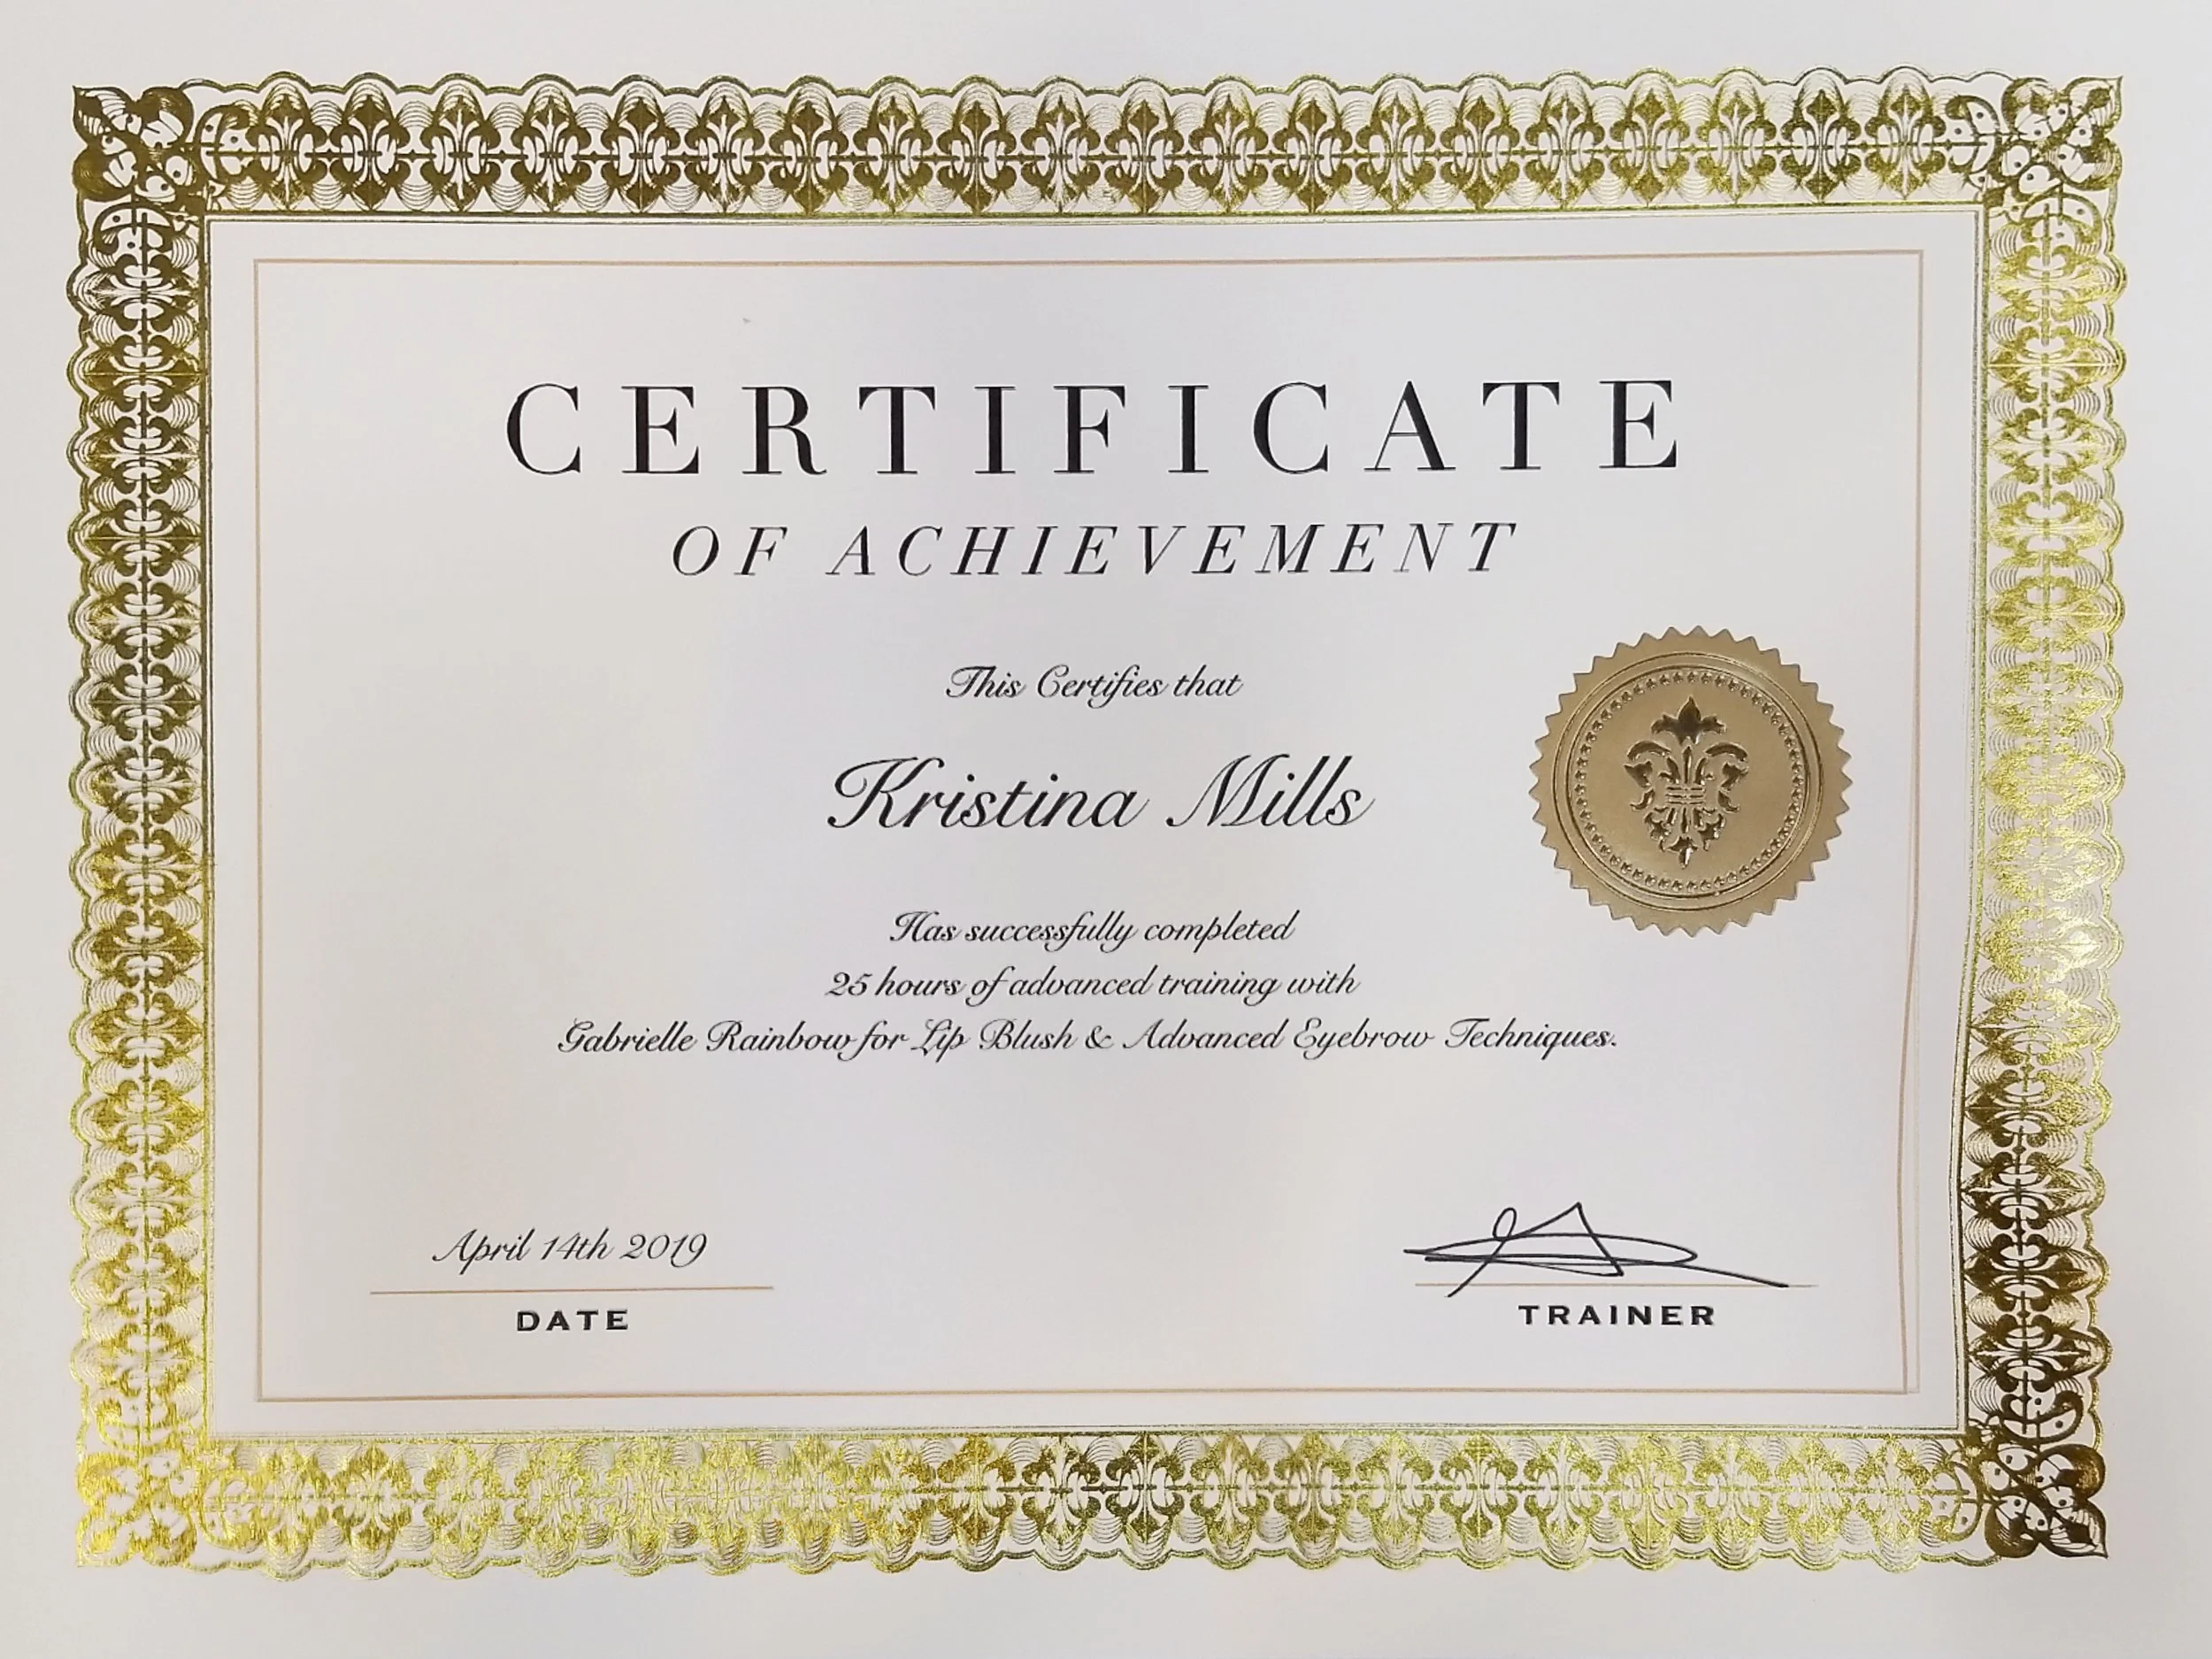 CERTIFICATE
OF ACHIEVEMENT
This Certifies that
Kristina Mills
Has successfully completed
25 hours of advanced training with
Gabrielle Rainbow for Lip Blush & Advanced Eyebrow Techniques.
April 14th 2019
DATE
TRAINER